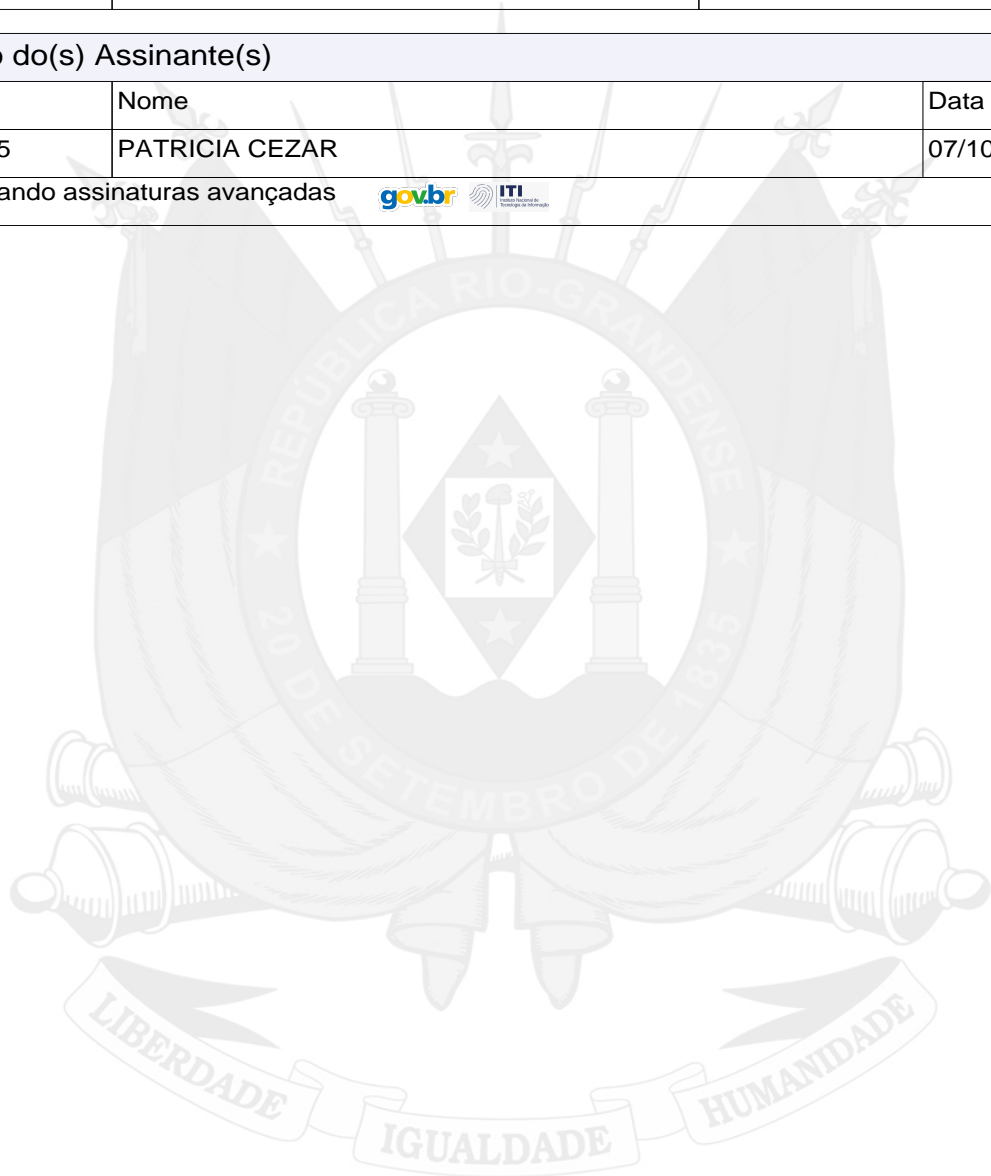 o do(s) Assinante(s)
Nome Data
5 PATRICIA CEZAR 07/10
ando assinaturas avançadas gov.br ITI
REPÚBLICA RIO-GRANDENSE
20 DE SETEMBRO DE 1835
LIBERDADE IGUALDADE HUMANIDADE